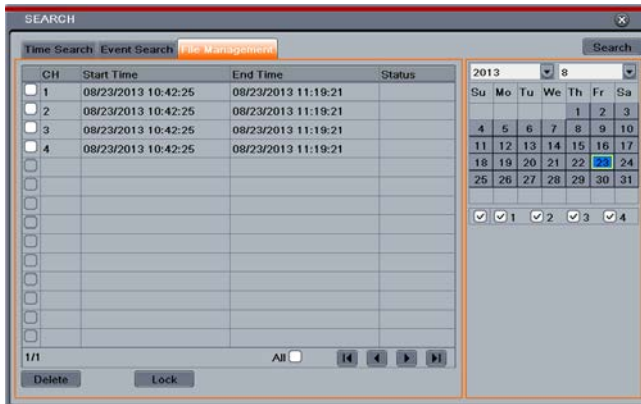 SEARCH
Time Search Event Search File Management
Search
CH Start Time End Time Status
1 08/23/2013 10:42:25 08/23/2013 11:19:21
2 08/23/2013 10:42:25 08/23/2013 11:19:21
3 08/23/2013 10:42:25 08/23/2013 11:19:21
4 08/23/2013 10:42:25 08/23/2013 11:19:21
1/1 All
Delete Lock
2013 8
Su Mo Tu We Th Fr Sa
1 2 3
4 5 6 7 8 9 10
11 12 13 14 15 16 17
18 19 20 21 22 23 24
25 26 27 28 29 30 31
1 2 3 4